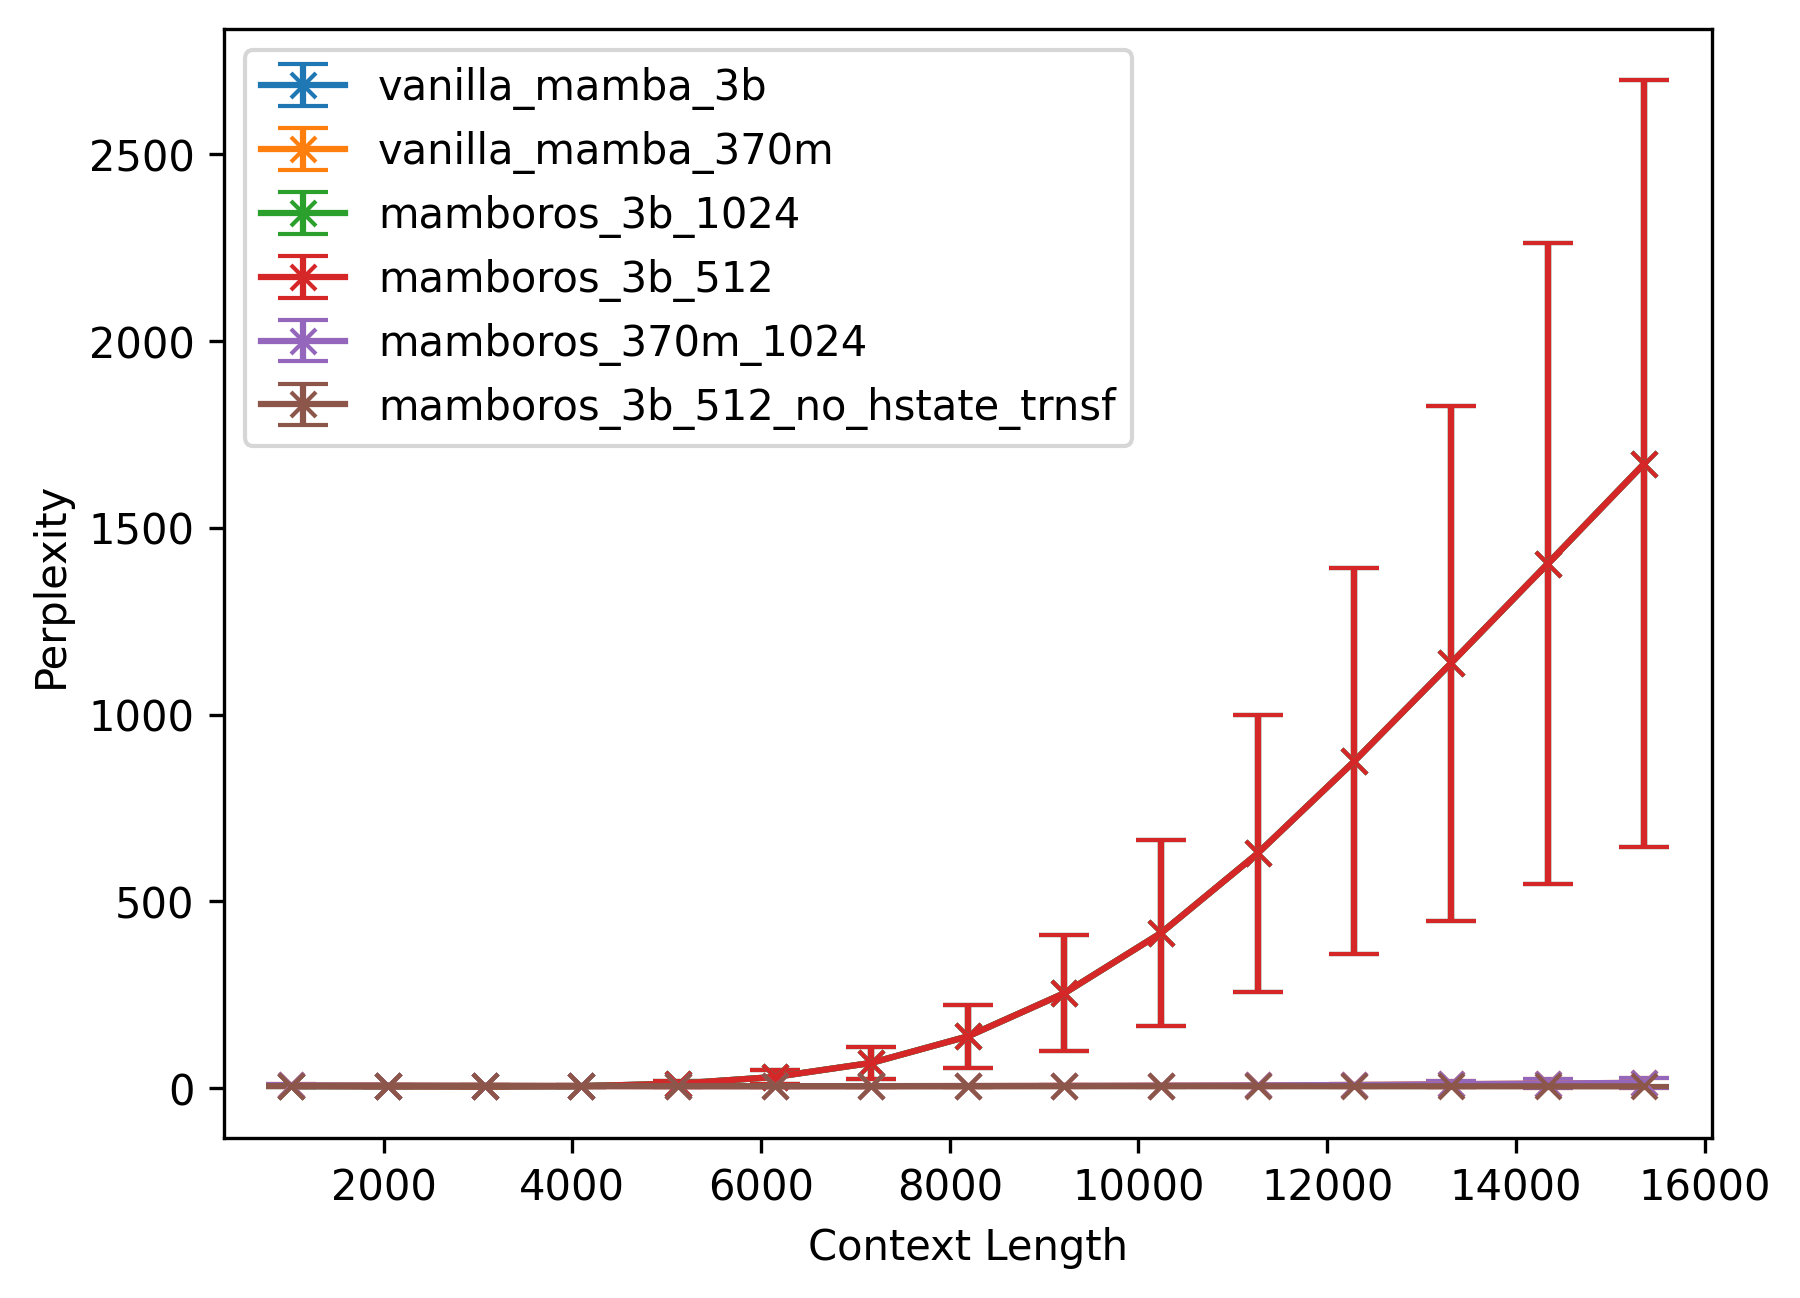 vanilla_mamba_3b
vanilla_mamba_370m
mamboros_3b_1024
mamboros_3b_512
mamboros_370m_1024
mamboros_3b_512_no_hstate_trnsf
2500
2000
1500
1000
500
0
Perplexity
2000 4000 6000 8000 10000 12000 14000 16000
Context Length